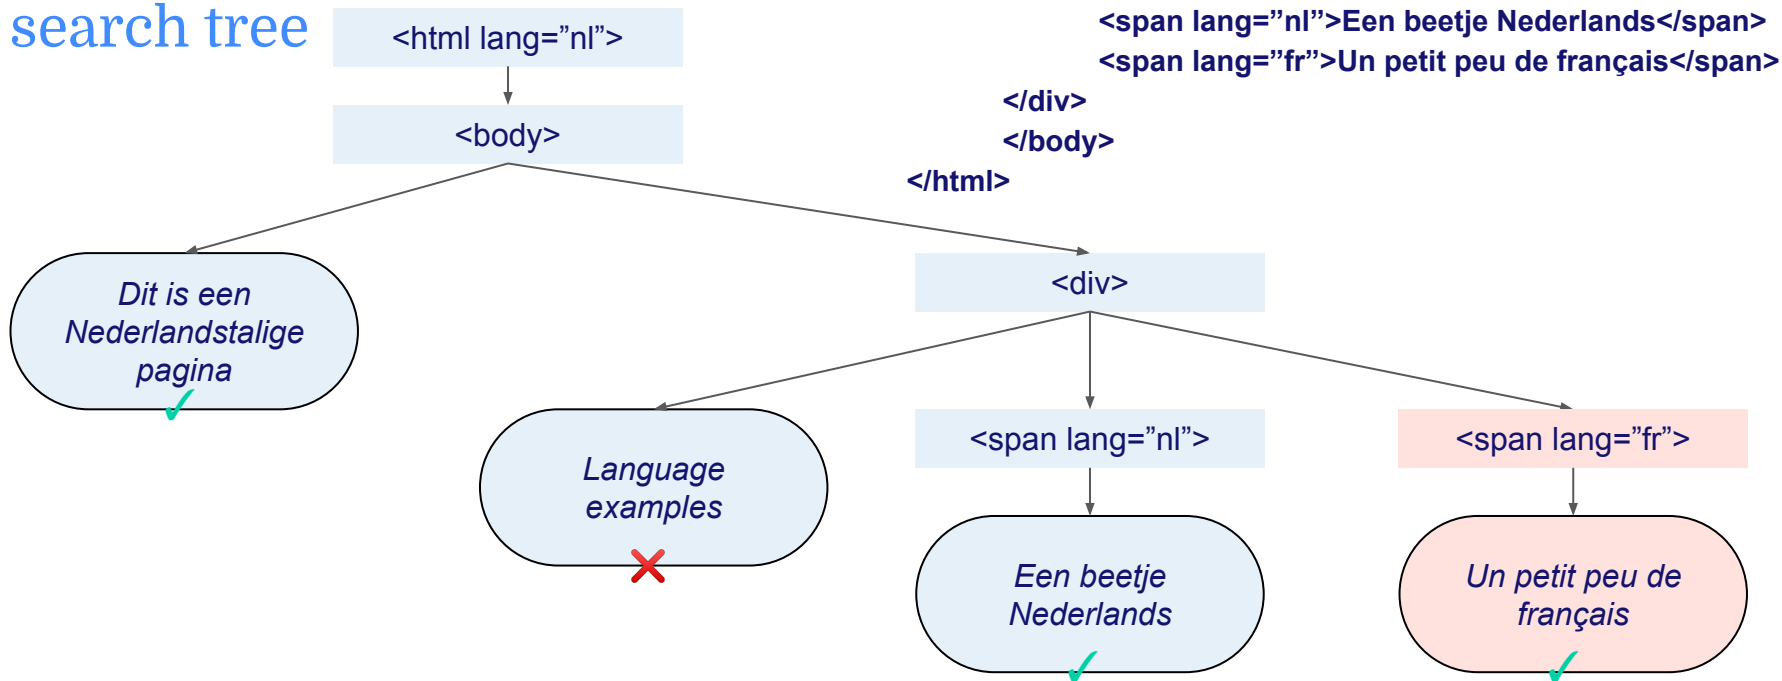 search tree
<html lang=”nl”>
<body>
<span lang=”nl”>Een beetje Nederlands</span>
<span lang=”fr”>Un petit peu de français</span>
</div>
</body>
</html>
Dit is een
Nederlandstalige
pagina
✓
<div>
Language
examples
❌
<span lang=”nl”>
<span lang=”fr”>
Een beetje
Nederlands
✓
Un petit peu de
français
✓